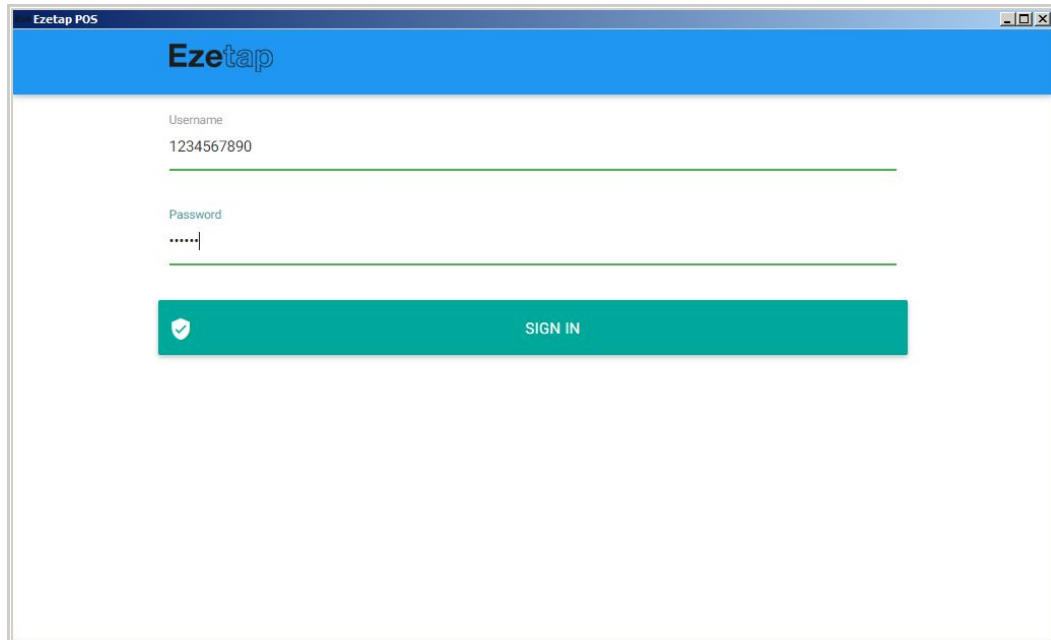 Ezetap POS
Ezetap
Username
1234567890
Password
••••••
SIGN IN